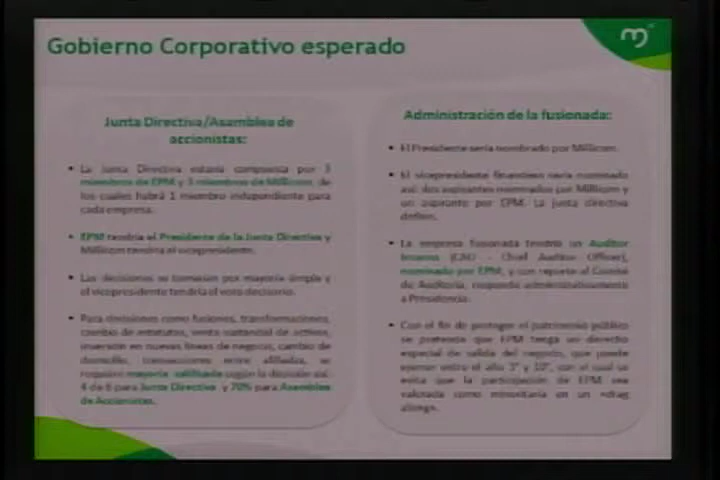 Gobierno Corporativo esperado
Junta Directiva/Asamblea de
accionistas:
• La Junta Directiva estaría compuesta por 3
miembros de EPM y 3 miembros de Millicom, de
los cuales habrá 1 miembro independiente para
cada empresa.
• EPM tendría el Presidente de la Junta Directiva y
Millicom tendría el vicepresidente.
• Las decisiones se tomarían por mayoría simple y
el vicepresidente tendría el voto decisorio.
• Para decisiones como fusiones, transformaciones,
cambio de estatutos, venta sustancial de activos,
inversión en nuevas líneas de negocio, cambio de
domicilio, transacciones entre afiliadas, se
requiere mayoría calificada según la decisión así:
4 de 6 para Junta Directiva y 70% para Asamblea
de Accionistas.
Administración de la fusionada:
• El Presidente sería nombrado por Millicom.
• El vicepresidente financiero sería nominado
así: dos aspirantes nominados por Millicom y
un aspirante por EPM. La junta directiva
define.
• La empresa fusionada tendría un Auditor
Interno (CAO - Chief Auditor Officer),
nominado por EPM, y con reporte al Comité
de Auditoría, responde administrativamente
a Presidencia.
• Con el fin de proteger el patrimonio público
se pretende que EPM tenga un derecho
especial de salida del negocio, que puede
ejercer entre el año 3° y 10°, con el cual se
evita que la participación de EPM sea
valorada como minoritaria en un «drag
along».